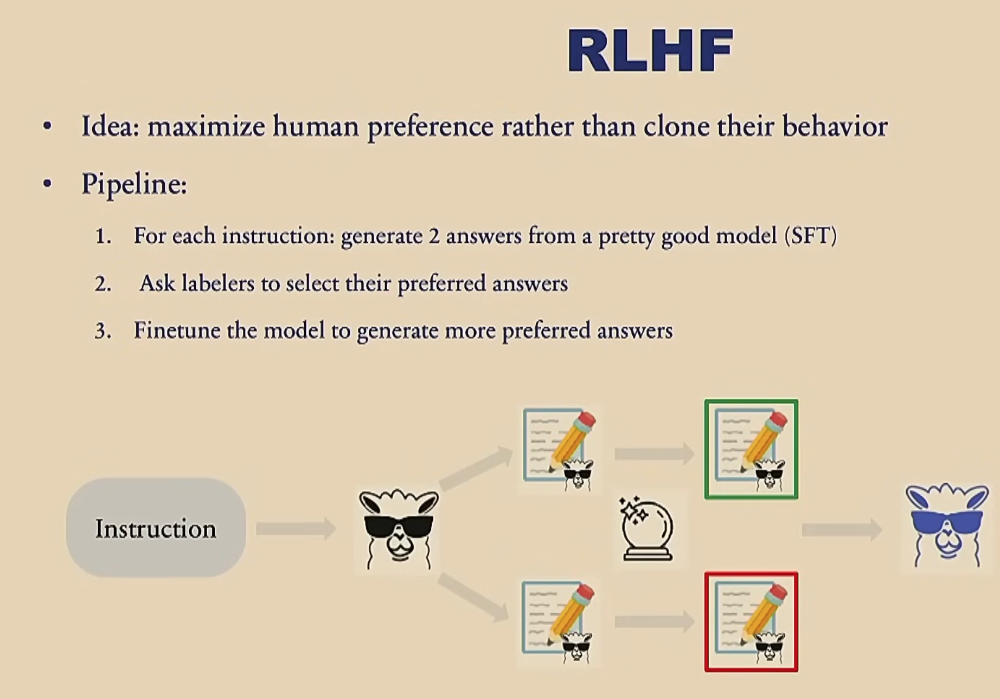 RLHF
• Idea: maximize human preference rather than clone their behavior
• Pipeline:
1. For each instruction: generate 2 answers from a pretty good model (SFT)
2. Ask labelers to select their preferred answers
3. Finetune the model to generate more preferred answers
Instruction